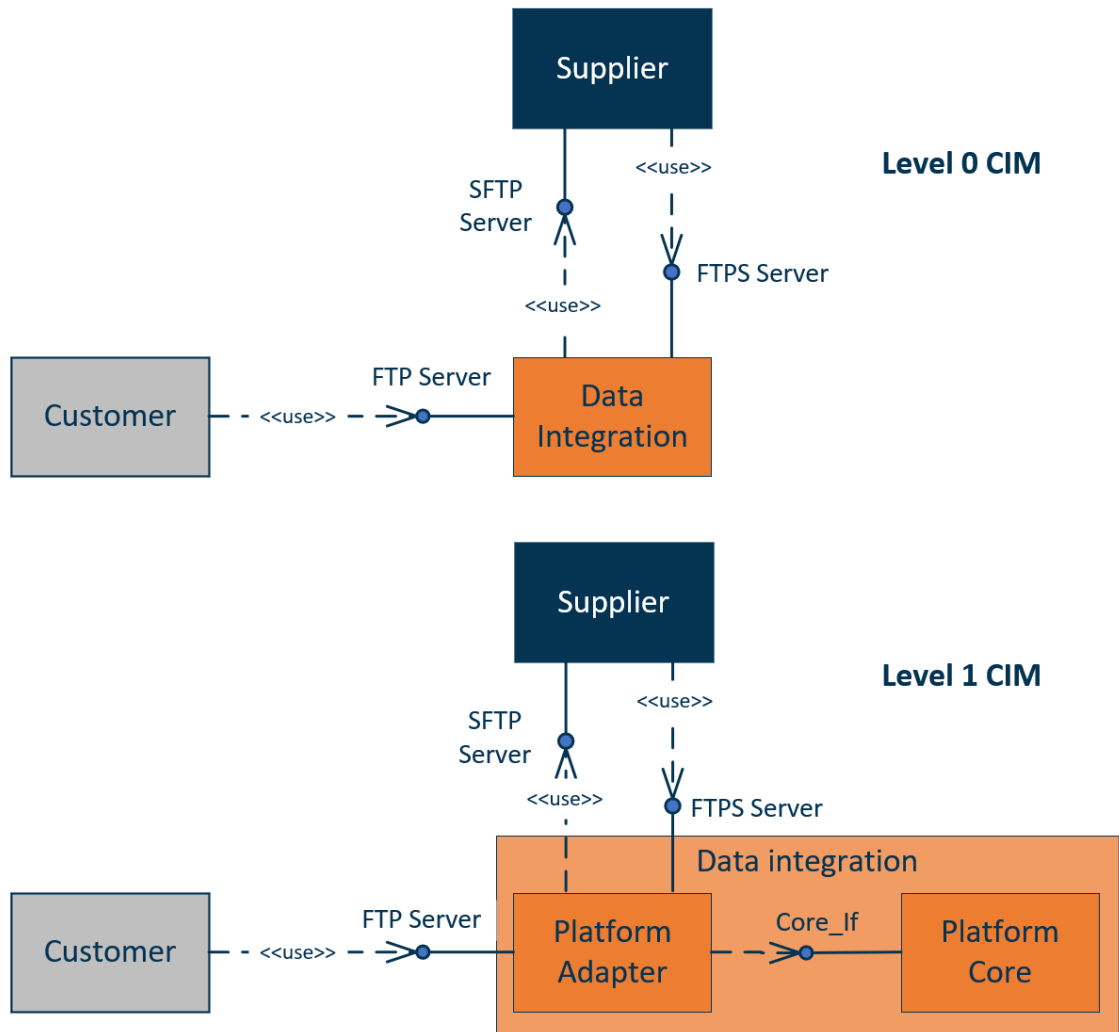 Supplier
Level 0 CIM
<<use>>
SFTP
Server
FTPS Server
<<use>>
FTP Server
Customer
<<use>>
Data
Integration
Supplier
Level 1 CIM
<<use>>
SFTP
Server
<<use>>
FTPS Server
Data integration
FTP Server
Customer
<<use>>
Platform
Adapter
Core_If
Platform
Core